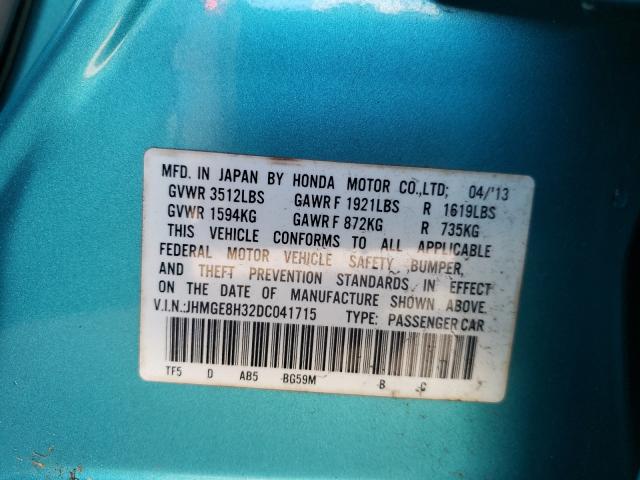 MFD. IN JAPAN BY HONDA MOTOR CO.,LTD; 04/'13
GVWR 3512LBS GAWR F 1921LBS R 1619LBS
GVWR 1594KG GAWR F 872KG R 735KG
THIS VEHICLE CONFORMS TO ALL APPLICABLE
FEDERAL MOTOR VEHICLE SAFETY, BUMPER,
AND THEFT PREVENTION STANDARDS IN EFFECT
ON THE DATE OF MANUFACTURE SHOWN ABOVE.
V.I.N.:JHMGE8H32DC041715 TYPE: PASSENGER CAR
TF5 D AB5 BG59M B C